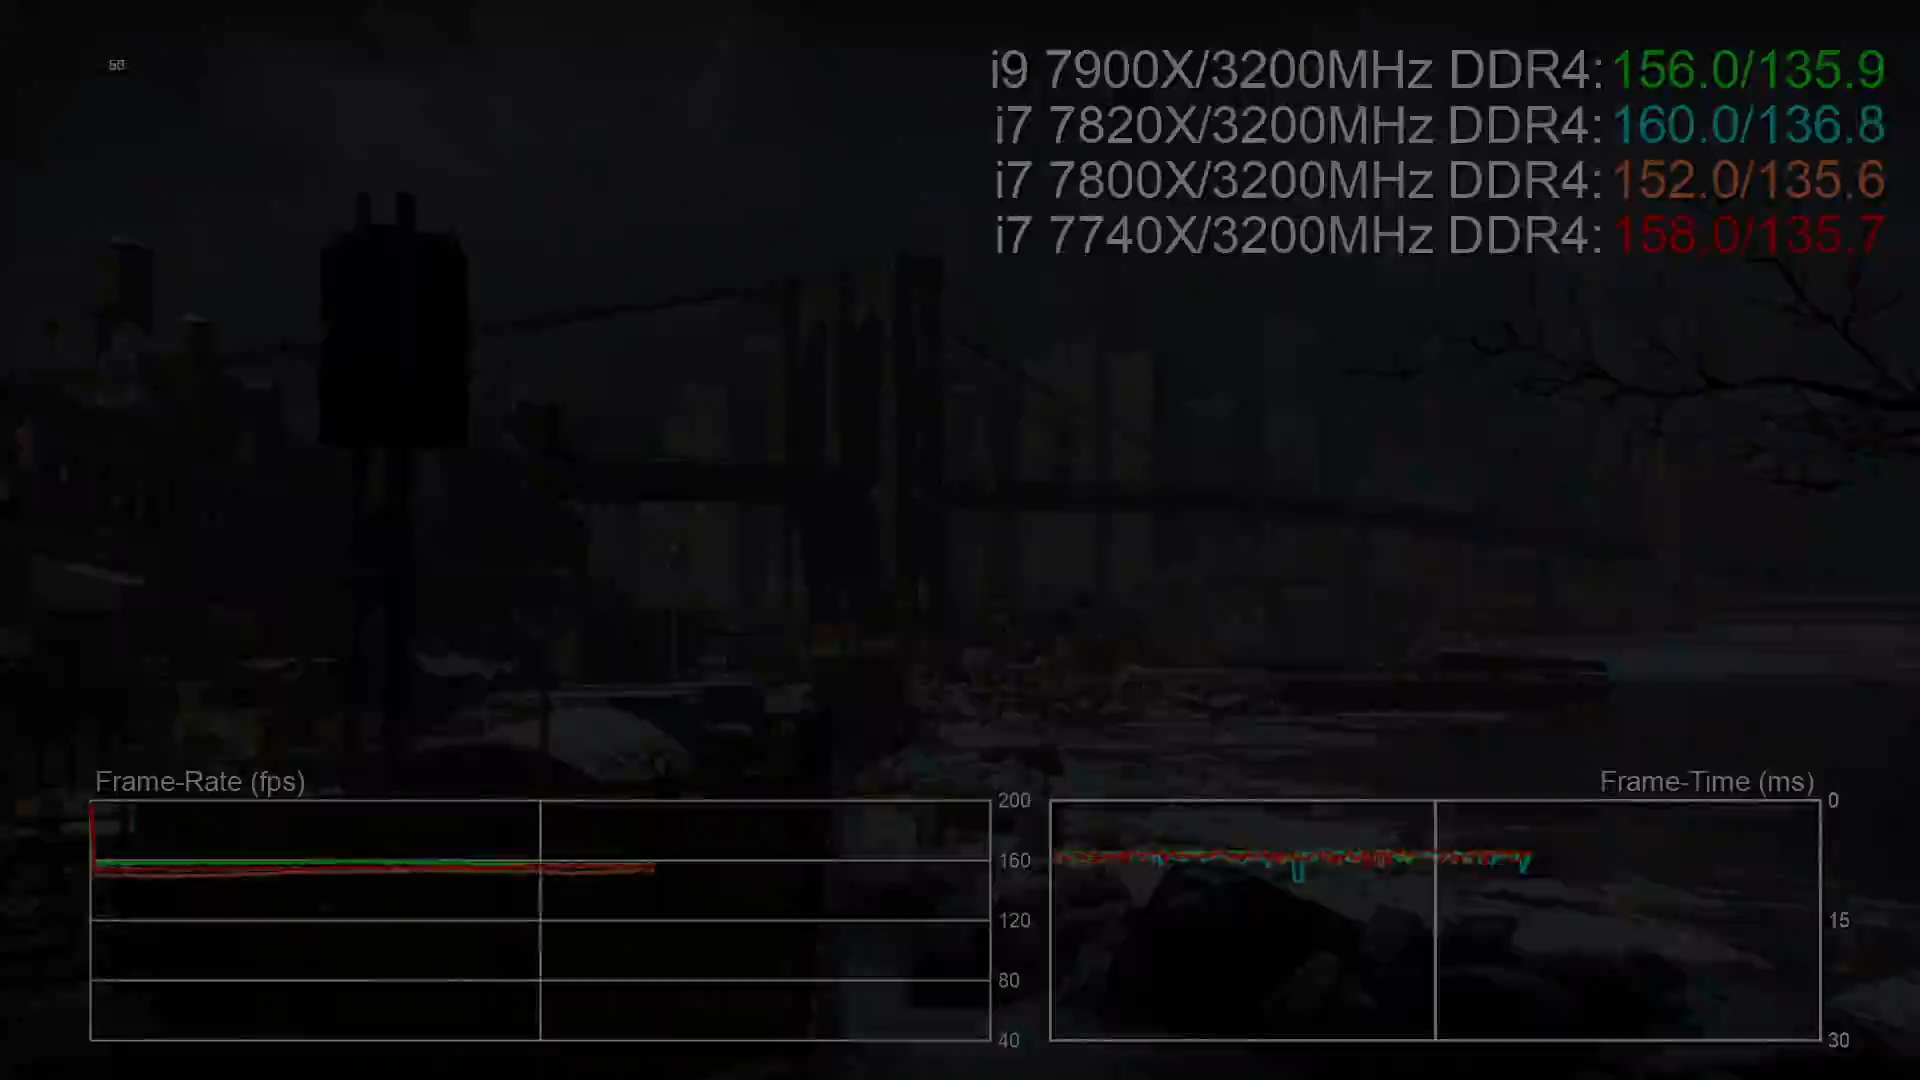 i9 7900X/3200MHz DDR4: 156.0/135.9
i7 7820X/3200MHz DDR4: 160.0/136.8
i7 7800X/3200MHz DDR4: 152.0/135.6
i7 7740X/3200MHz DDR4: 158.0/135.7
Frame-Rate (fps)
200
160
120
80
40
Frame-Time (ms)
0
15
30